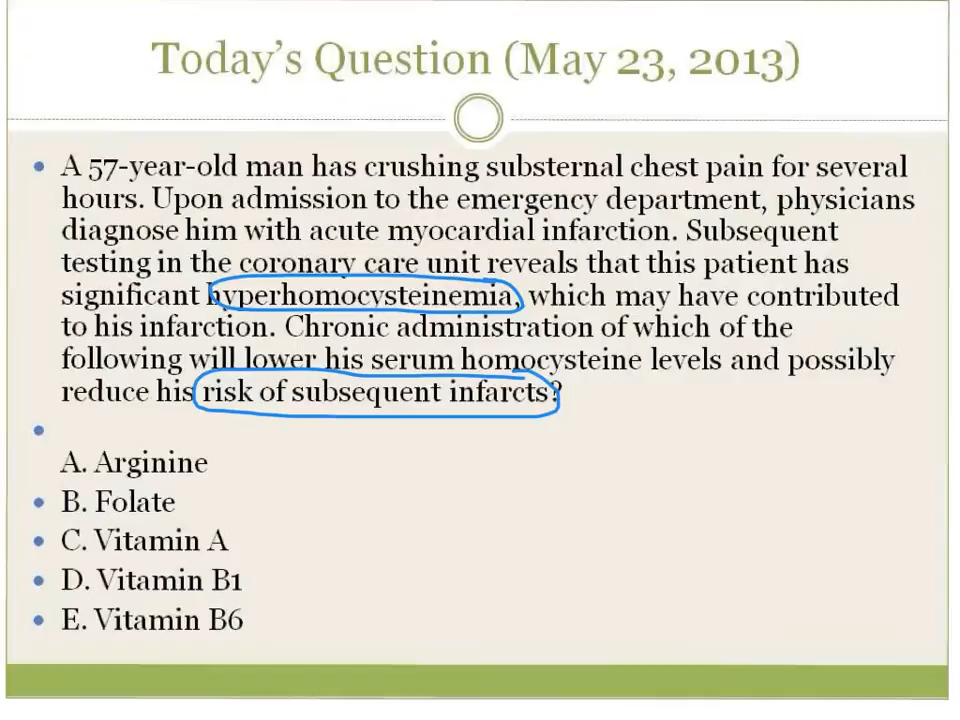 Today's Question (May 23, 2013)
• A 57-year-old man has crushing substernal chest pain for several
hours. Upon admission to the emergency department, physicians
diagnose him with acute myocardial infarction. Subsequent
testing in the coronary care unit reveals that this patient has
significant hyperhomocysteinemia, which may have contributed
to his infarction. Chronic administration of which of the
following will lower his serum homocysteine levels and possibly
reduce his risk of subsequent infarcts?
•
A. Arginine
• B. Folate
• C. Vitamin A
• D. Vitamin B1
• E. Vitamin B6